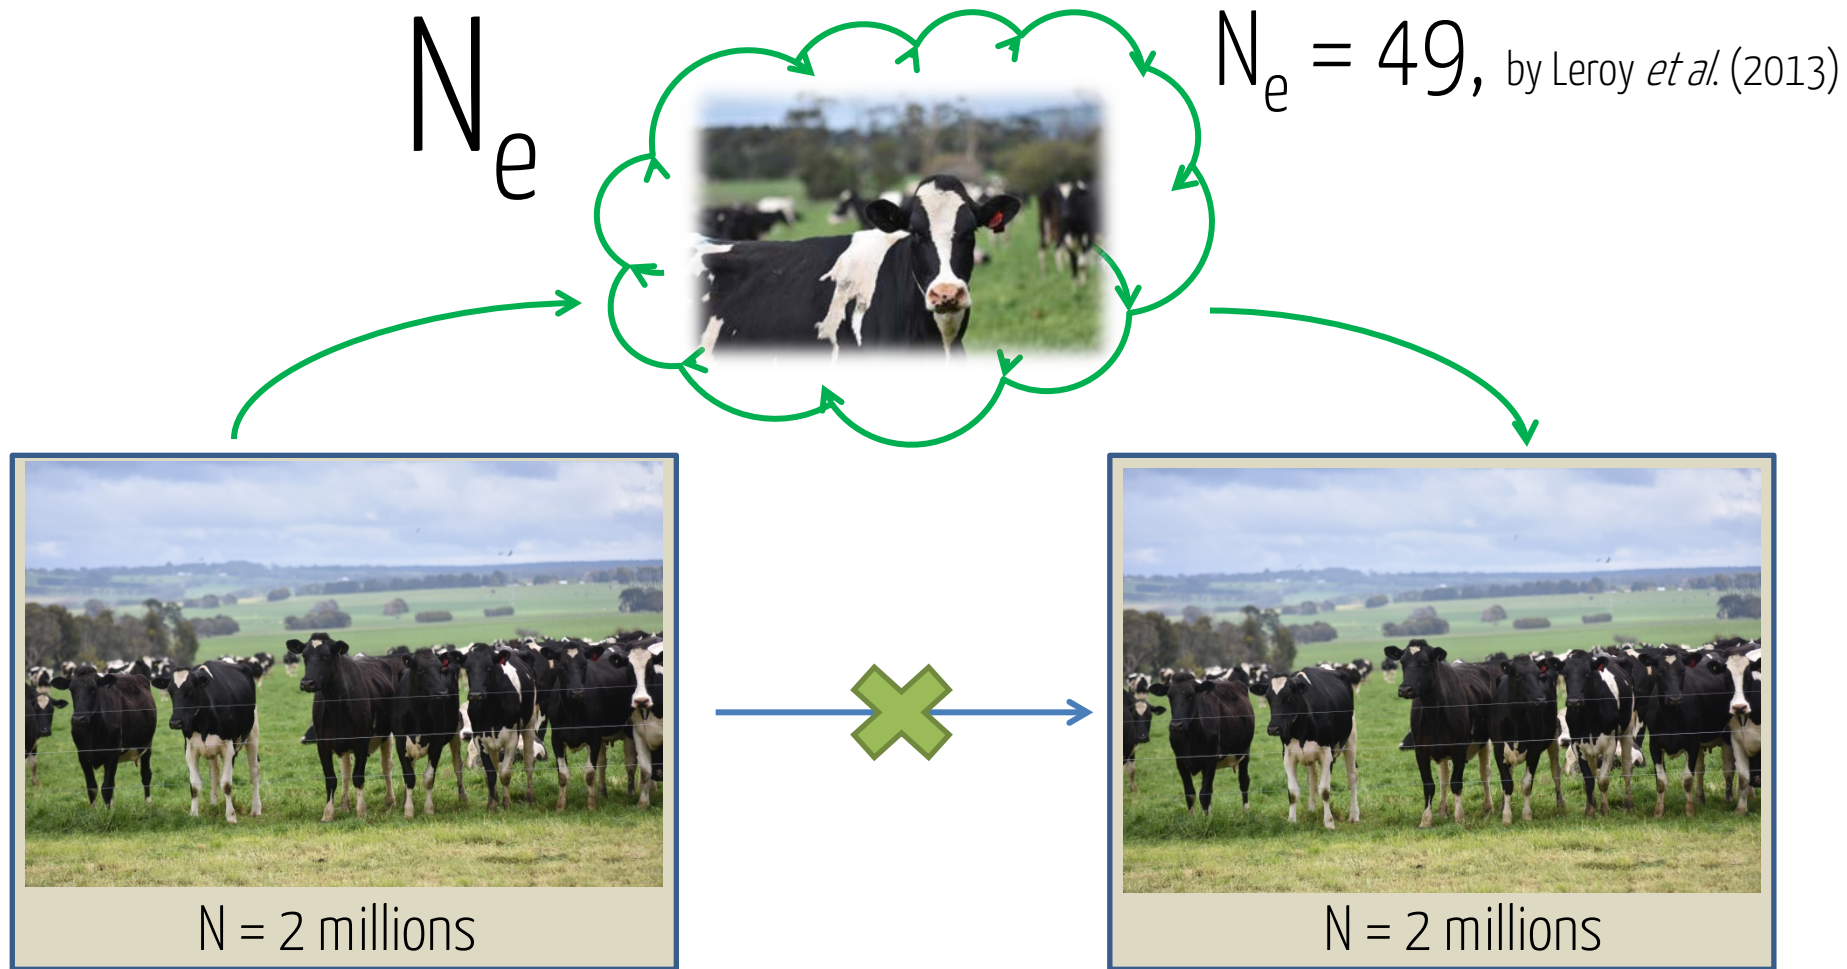 Ne
Ne = 49, by Leroy et al. (2013)
N = 2 millions
N = 2 millions